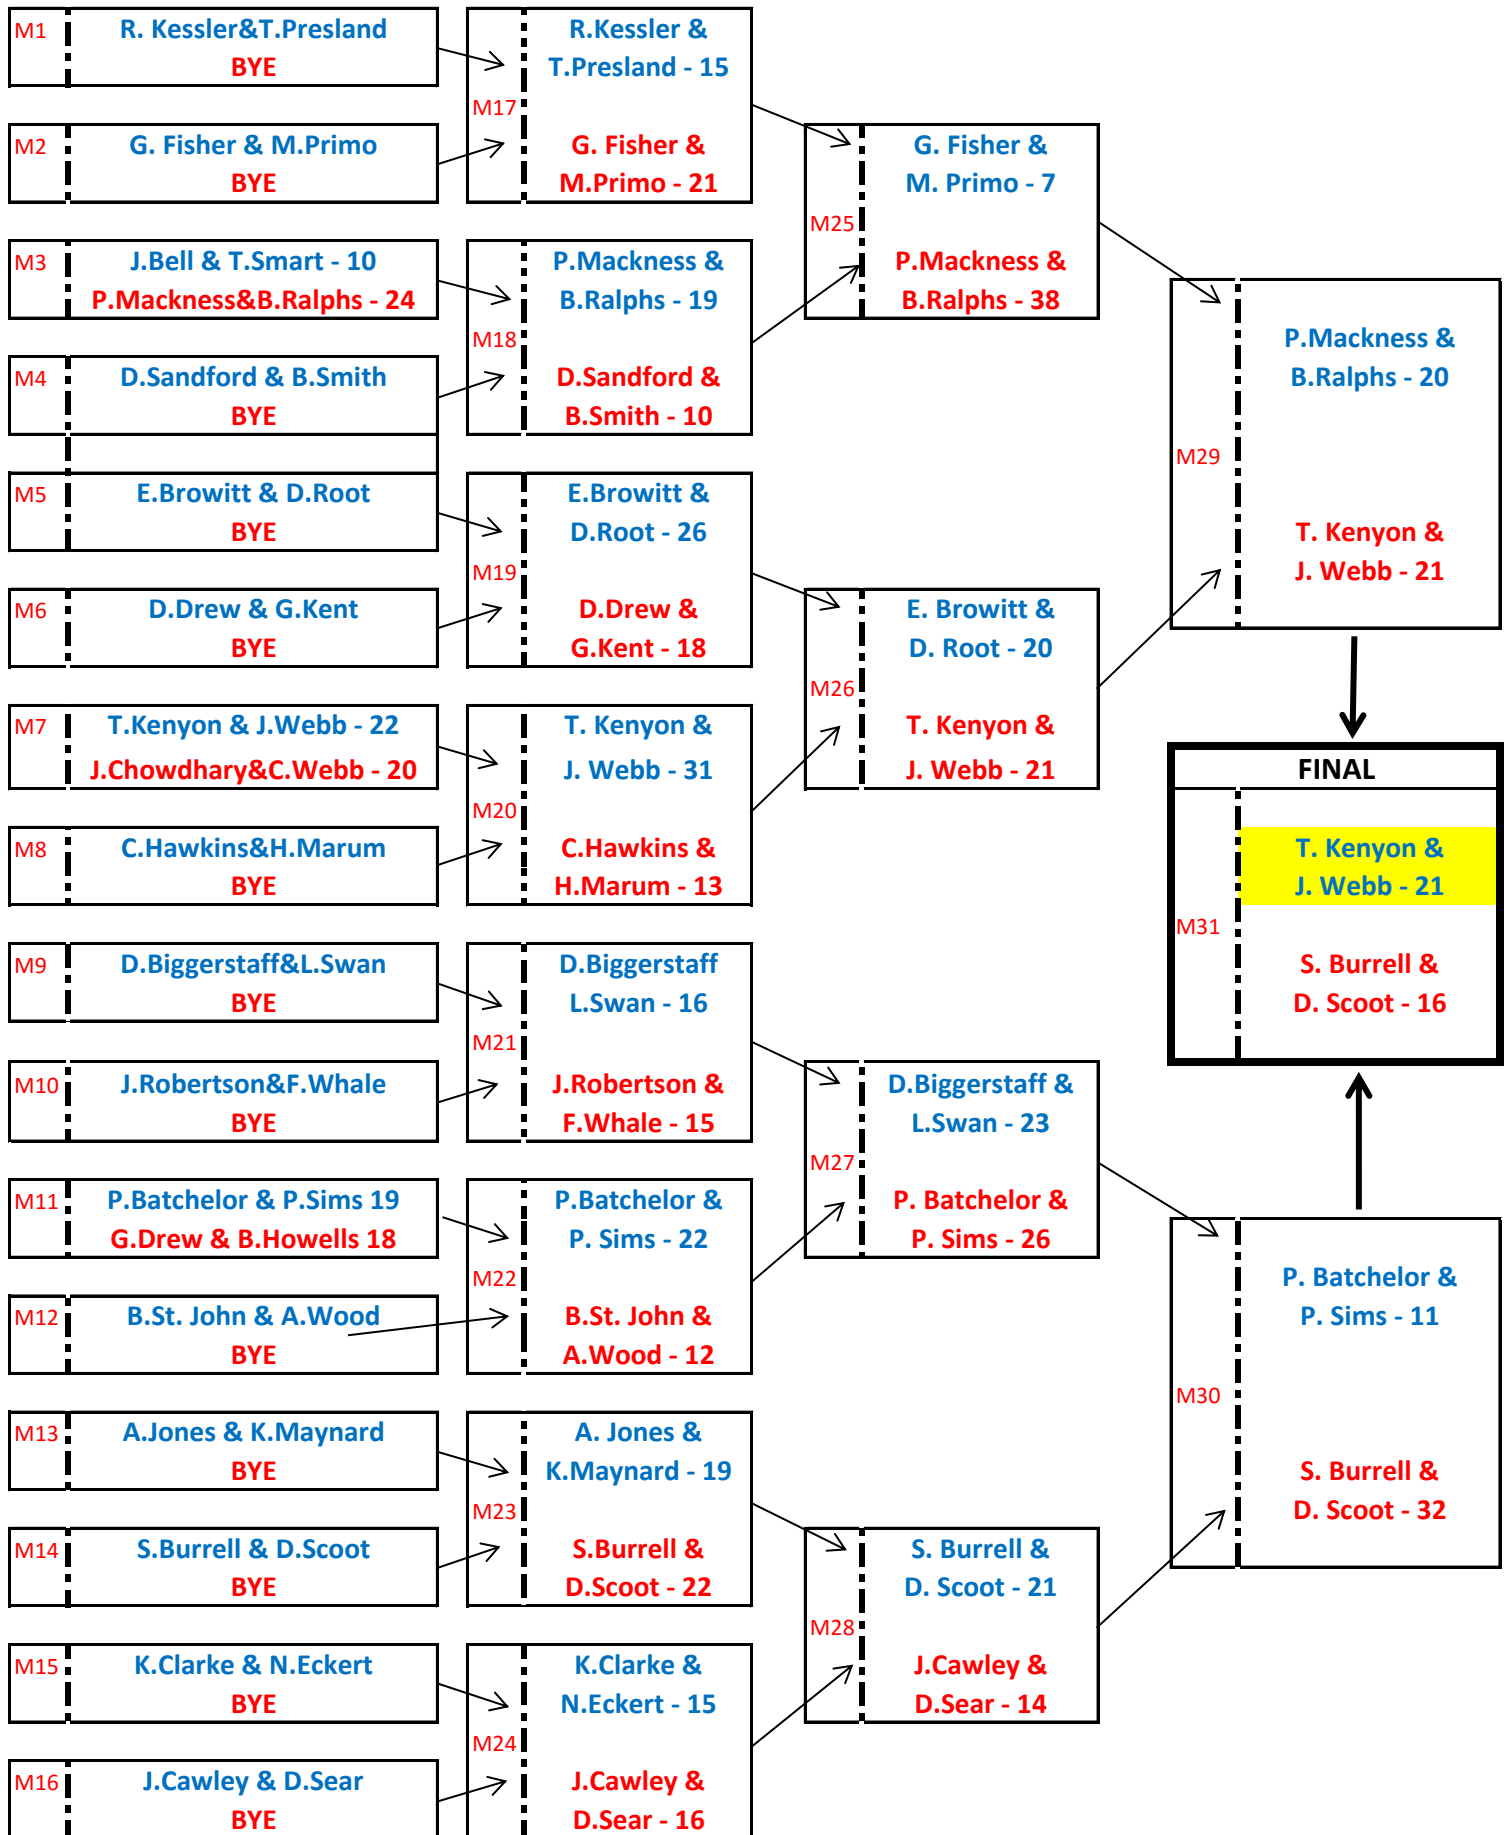 M1
R. Kessler&T.Presland
BYE
M2
G. Fisher & M.Primo
BYE
M3
J.Bell & T.Smart - 10
P.Mackness&B.Ralphs - 24
M4
D.Sandford & B.Smith
BYE
M5
E.Browitt & D.Root
BYE
M6
D.Drew & G.Kent
BYE
M7
T.Kenyon & J.Webb - 22
J.Chowdhary&C.Webb - 20
M8
C.Hawkins&H.Marum
BYE
M9
D.Biggerstaff&L.Swan
BYE
M10
J.Robertson&F.Whale
BYE
M11
P.Batchelor & P.Sims 19
G.Drew & B.Howells 18
M12
B.St. John & A.Wood
BYE
M13
A.Jones & K.Maynard
BYE
M14
S.Burrell & D.Scoot
BYE
M15
K.Clarke & N.Eckert
BYE
M16
J.Cawley & D.Sear
BYE
M17
R.Kessler &
T.Presland - 15
G. Fisher &
M.Primo - 21
M18
P.Mackness &
B.Ralphs - 19
D.Sandford &
B.Smith - 10
M19
E.Browitt &
D.Root - 26
D.Drew &
G.Kent - 18
M20
T. Kenyon &
J. Webb - 31
C.Hawkins &
H.Marum - 13
M21
D.Biggerstaff
L.Swan - 16
J.Robertson &
F.Whale - 15
M22
P.Batchelor &
P. Sims - 22
B.St. John &
A.Wood - 12
M23
A. Jones &
K.Maynard - 19
S.Burrell &
D.Scoot - 22
M24
K.Clarke &
N.Eckert - 15
J.Cawley &
D.Sear - 16
M25
G. Fisher &
M. Primo - 7
P.Mackness &
B.Ralphs - 38
M26
E. Browitt &
D. Root - 20
T. Kenyon &
J. Webb - 21
M27
D.Biggerstaff &
L.Swan - 23
P. Batchelor &
P. Sims - 26
M28
S. Burrell &
D. Scoot - 21
J.Cawley &
D.Sear - 14
M29
P.Mackness &
B.Ralphs - 20
T. Kenyon &
J. Webb - 21
FINAL
M31
T. Kenyon &
J. Webb - 21
S. Burrell &
D. Scoot - 16
M30
P. Batchelor &
P. Sims - 11
S. Burrell &
D. Scoot - 32